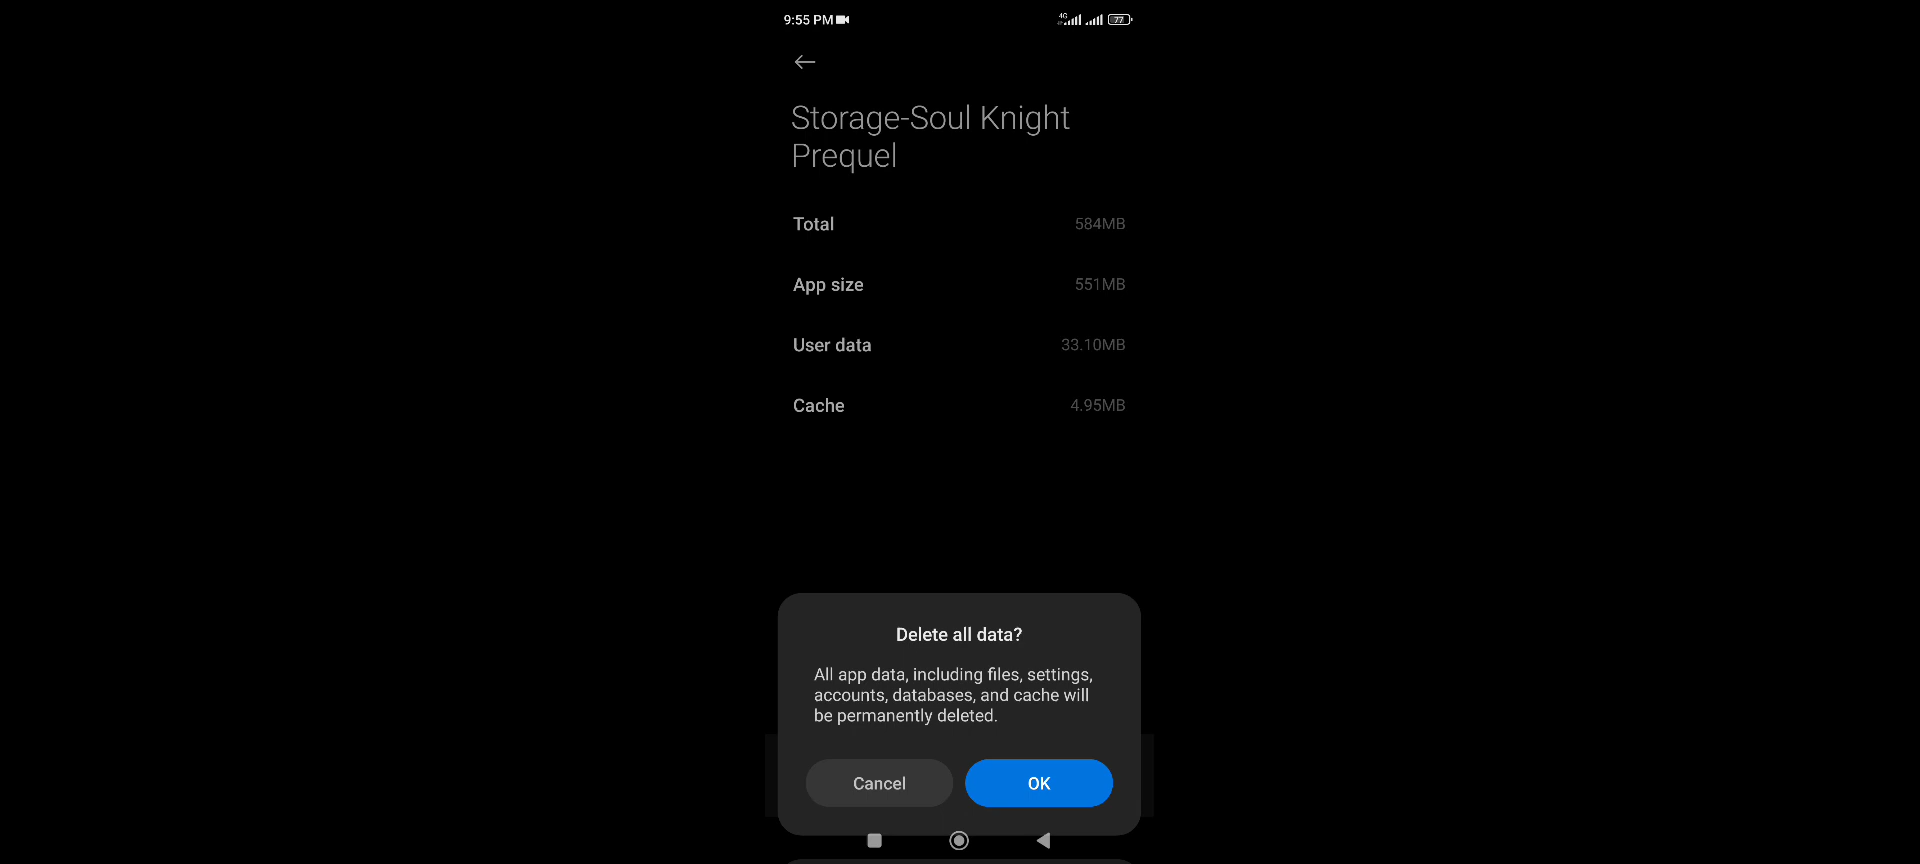 9:55 PM 4G 77
Storage-Soul Knight
Prequel
Total 584MB
App size 551MB
User data 33.10MB
Cache 4.95MB
Delete all data?
All app data, including files, settings,
accounts, databases, and cache will
be permanently deleted.
Cancel OK